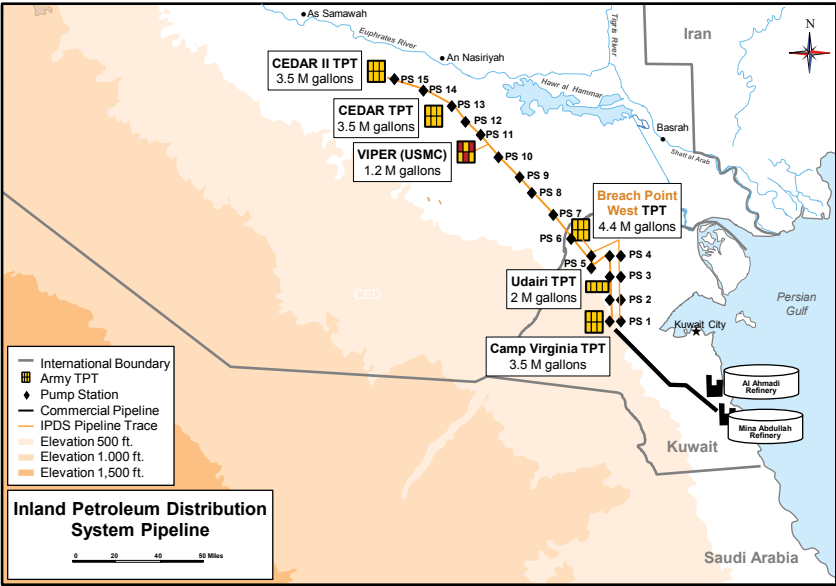 As Samawah
Euphrates River
An Nasiriyah
Tigris River
Iran
N
CEDAR II TPT
3.5 M gallons
PS 15
PS 14
PS 13
CEDAR TPT
3.5 M gallons
PS 12
PS 11
Hawr al Hammar
Basrah
Shatt al Arab
VIPER (USMC)
1.2 M gallons
PS 10
PS 9
PS 8
PS 7
PS 6
PS 5
Breach Point
West TPT
4.4 M gallons
PS 4
PS 3
PS 2
PS 1
Udairi TPT
2 M gallons
CED
Persian
Gulf
Kuwait City
Camp Virginia TPT
3.5 M gallons
Al Ahmadi
Refinery
Mina Abdullah
Refinery
Kuwait
Saudi Arabia
International Boundary
Army TPT
Pump Station
Commercial Pipeline
IPDS Pipeline Trace
Elevation 500 ft.
Elevation 1.000 ft.
Elevation 1,500 ft.
Inland Petroleum Distribution
System Pipeline
0 20 40 50 Miles